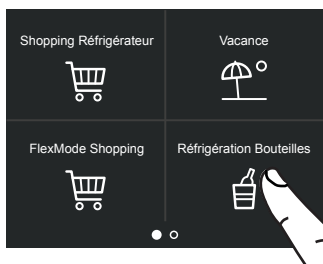 Shopping Réfrigérateur
Vacance
FlexMode Shopping
Réfrigération Bouteilles